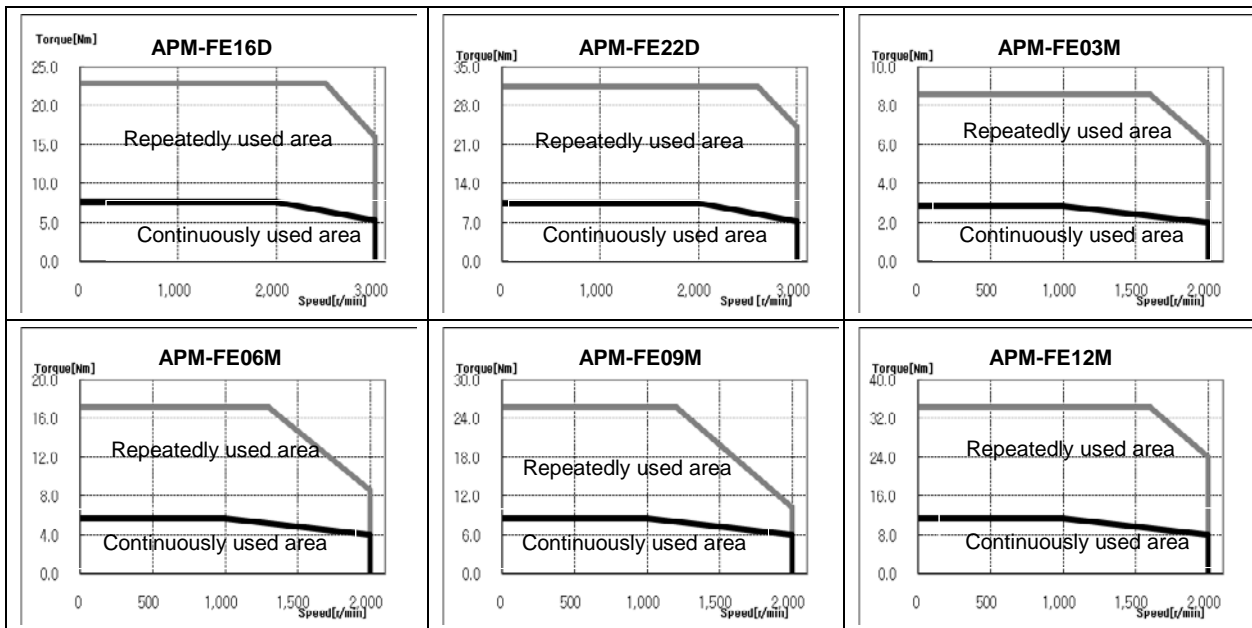 APM-FE16D
Torque[Nm]
25.0
20.0
15.0
10.0
5.0
0.0
Repeatedly used area
Continuously used area
0 1,000 2,000 3,000
Speed[r/min]
APM-FE22D
Torque[Nm]
35.0
28.0
21.0
14.0
7.0
0.0
Repeatedly used area
Continuously used area
0 1,000 2,000 3,000
Speed [r/min]
APM-FE03M
Torque[Nm]
10.0
8.0
6.0
4.0
2.0
0.0
Repeatedly used area
Continuously used area
0 500 1,000 1,500 2,000
Speed[r/min]
APM-FE06M
Torque[Nm]
20.0
16.0
12.0
8.0
4.0
0.0
Repeatedly used area
Continuously used area
0 500 1,000 1,500 2,000
Speed[r/min]
APM-FE09M
Torque[Nm]
30.0
24.0
18.0
12.0
6.0
0.0
Repeatedly used area
Continuously used area
0 500 1,000 1,500 2,000
Speed[r/min]
APM-FE12M
Torque[Nm]
40.0
32.0
24.0
16.0
8.0
0.0
Repeatedly used area
Continuously used area
0 500 1,000 1,500 2,000
Speed[r/min]